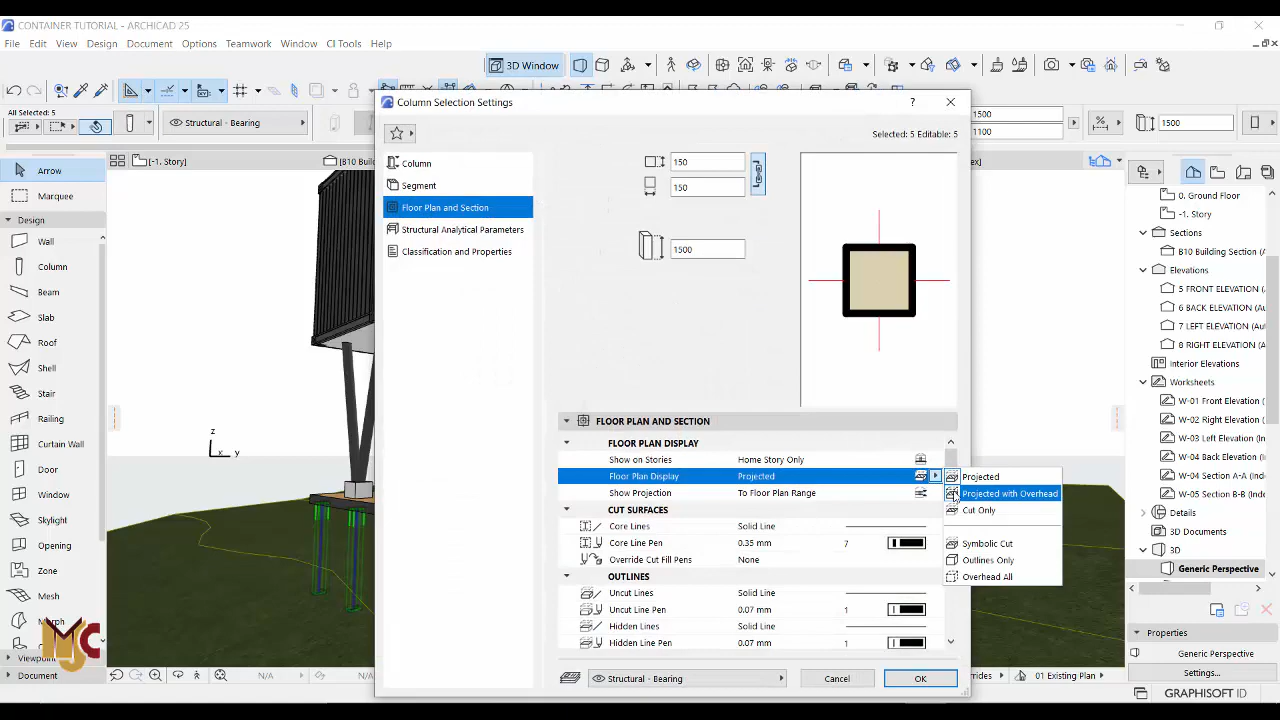 CONTAINER TUTORIAL - ARCHICAD 25
File Edit View Design Document Options Teamwork Window CI Tools Help
3D Window
All Selected: 5
Structural - Bearing
1500
1100
1500
[-1. Story]
[B10 Build
Arrow
Marquee
Design
Wall
Column
Beam
Slab
Roof
Shell
Stair
Railing
Curtain Wall
Door
Window
Skylight
Opening
Zone
Mesh
Viewpoint
Document
MJC
z
x
y
N/A
Column Selection Settings
?
Selected: 5 Editable: 5
Column
Segment
Floor Plan and Section
Structural Analytical Parameters
Classification and Properties
150
150
1500
FLOOR PLAN AND SECTION
FLOOR PLAN DISPLAY
Show on Stories Home Story Only
Floor Plan Display Projected
Show Projection To Floor Plan Range
CUT SURFACES
Core Lines Solid Line
Core Line Pen 0.35 mm 7
Override Cut Fill Pens None
OUTLINES
Uncut Lines Solid Line
Uncut Line Pen 0.07 mm 1
Hidden Lines Solid Line
Hidden Line Pen 0.07 mm 1
Structural - Bearing
Cancel
OK
Projected
Projected with Overhead
Cut Only
Symbolic Cut
Outlines Only
Overhead All
0. Ground Floor
-1. Story
Sections
B10 Building Section (A
Elevations
5 FRONT ELEVATION (
6 BACK ELEVATION (Au
7 LEFT ELEVATION (Aut
8 RIGHT ELEVATION (A
Interior Elevations
Worksheets
W-01 Front Elevation (
W-02 Right Elevation (I
W-03 Left Elevation (In
W-04 Back Elevation (I
W-04 Section A-A (Inde
W-05 Section B-B (Inde
Details
3D Documents
3D
Generic Perspective
Properties
Generic Perspective
Settings...
errides
01 Existing Plan
GRAPHISOFT ID